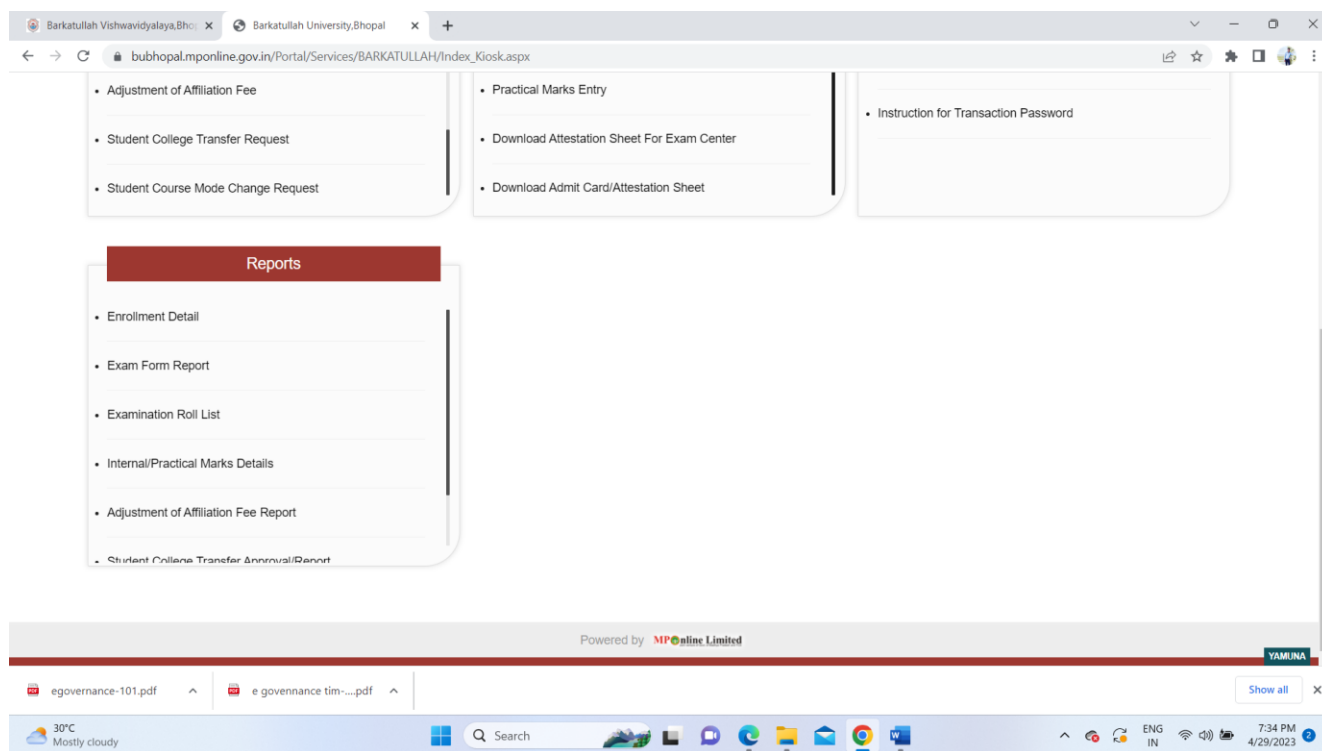 Barkatullah Vishwavidyalaya,Bho
Barkatullah University,Bhopal
bubhopal.mponline.gov.in/Portal/Services/BARKATULLAH/Index_Kiosk.aspx
Adjustment of Affiliation Fee
Student College Transfer Request
Student Course Mode Change Request
Practical Marks Entry
Download Attestation Sheet For Exam Center
Download Admit Card/Attestation Sheet
Instruction for Transaction Password
Reports
Enrollment Detail
Exam Form Report
Examination Roll List
Internal/Practical Marks Details
Adjustment of Affiliation Fee Report
Student College Transfer Approval/Report
Powered by MPOnline Limited
YAMUNA
egovernance-101.pdf
e govennance tim-....pdf
Show all
30°C
Mostly cloudy
Search
ENG
IN
7:34 PM
4/29/2023
2